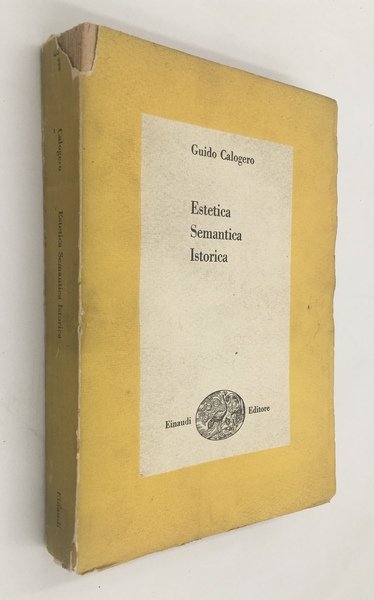 Guido Calogero
Estetica
Semantica
Istorica
Einaudi Editore
Calogero Estetica Semantica Istorica Einaudi